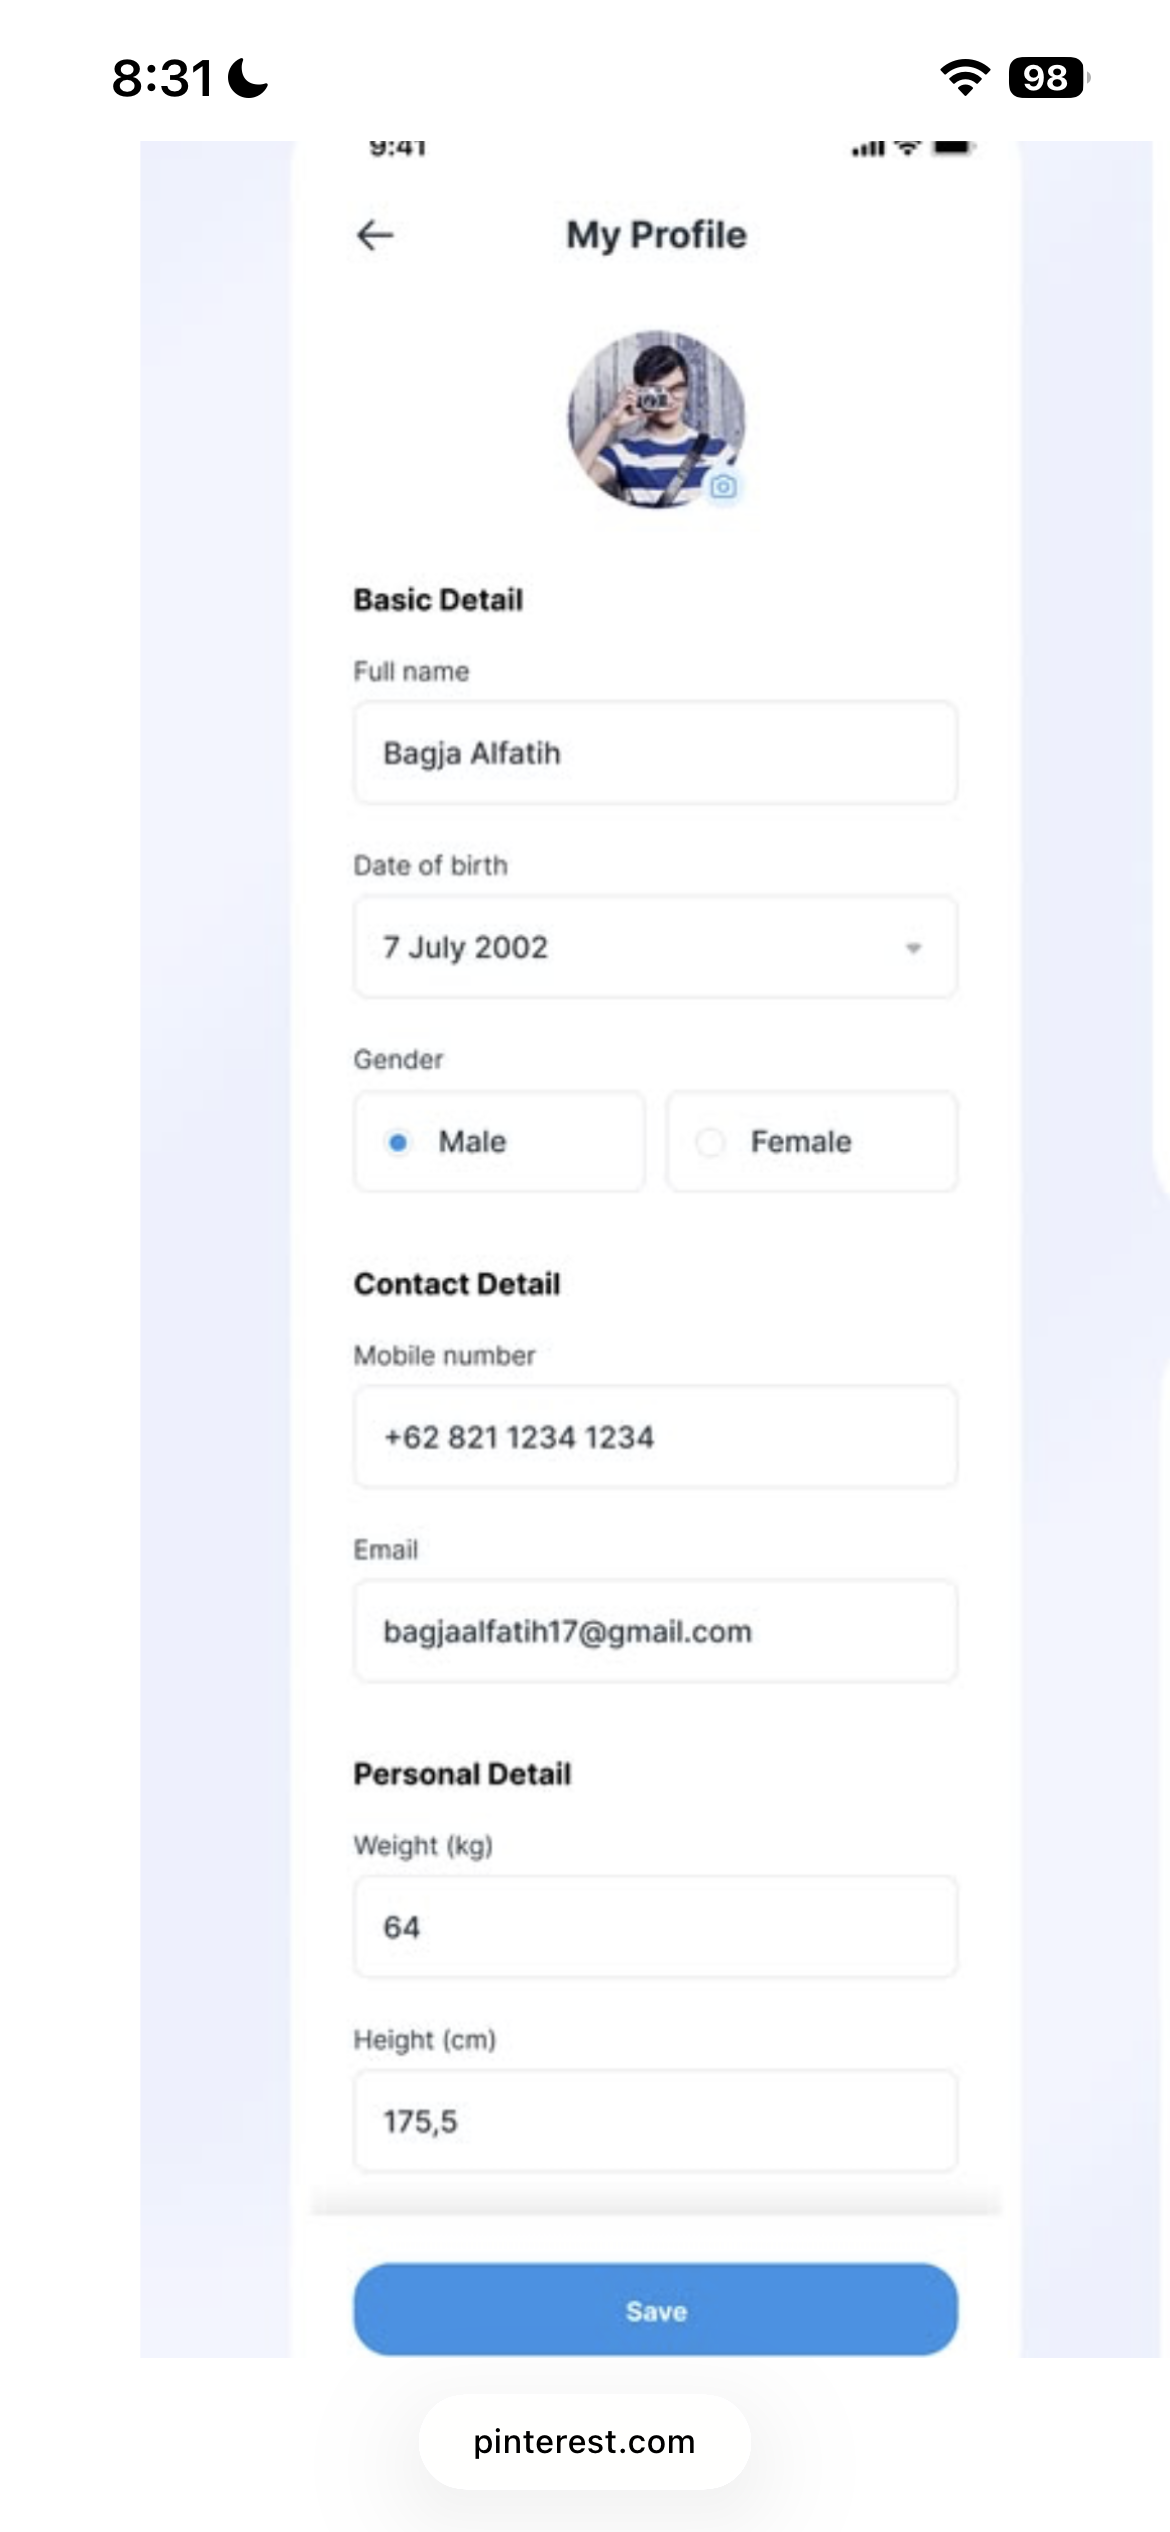 8:31
98
9:41
My Profile
Basic Detail
Full name
Bagja Alfatih
Date of birth
7 July 2002
Gender
Male
Female
Contact Detail
Mobile number
+62 821 1234 1234
Email
bagjaalfatih17@gmail.com
Personal Detail
Weight (kg)
64
Height (cm)
175,5
Save
pinterest.com